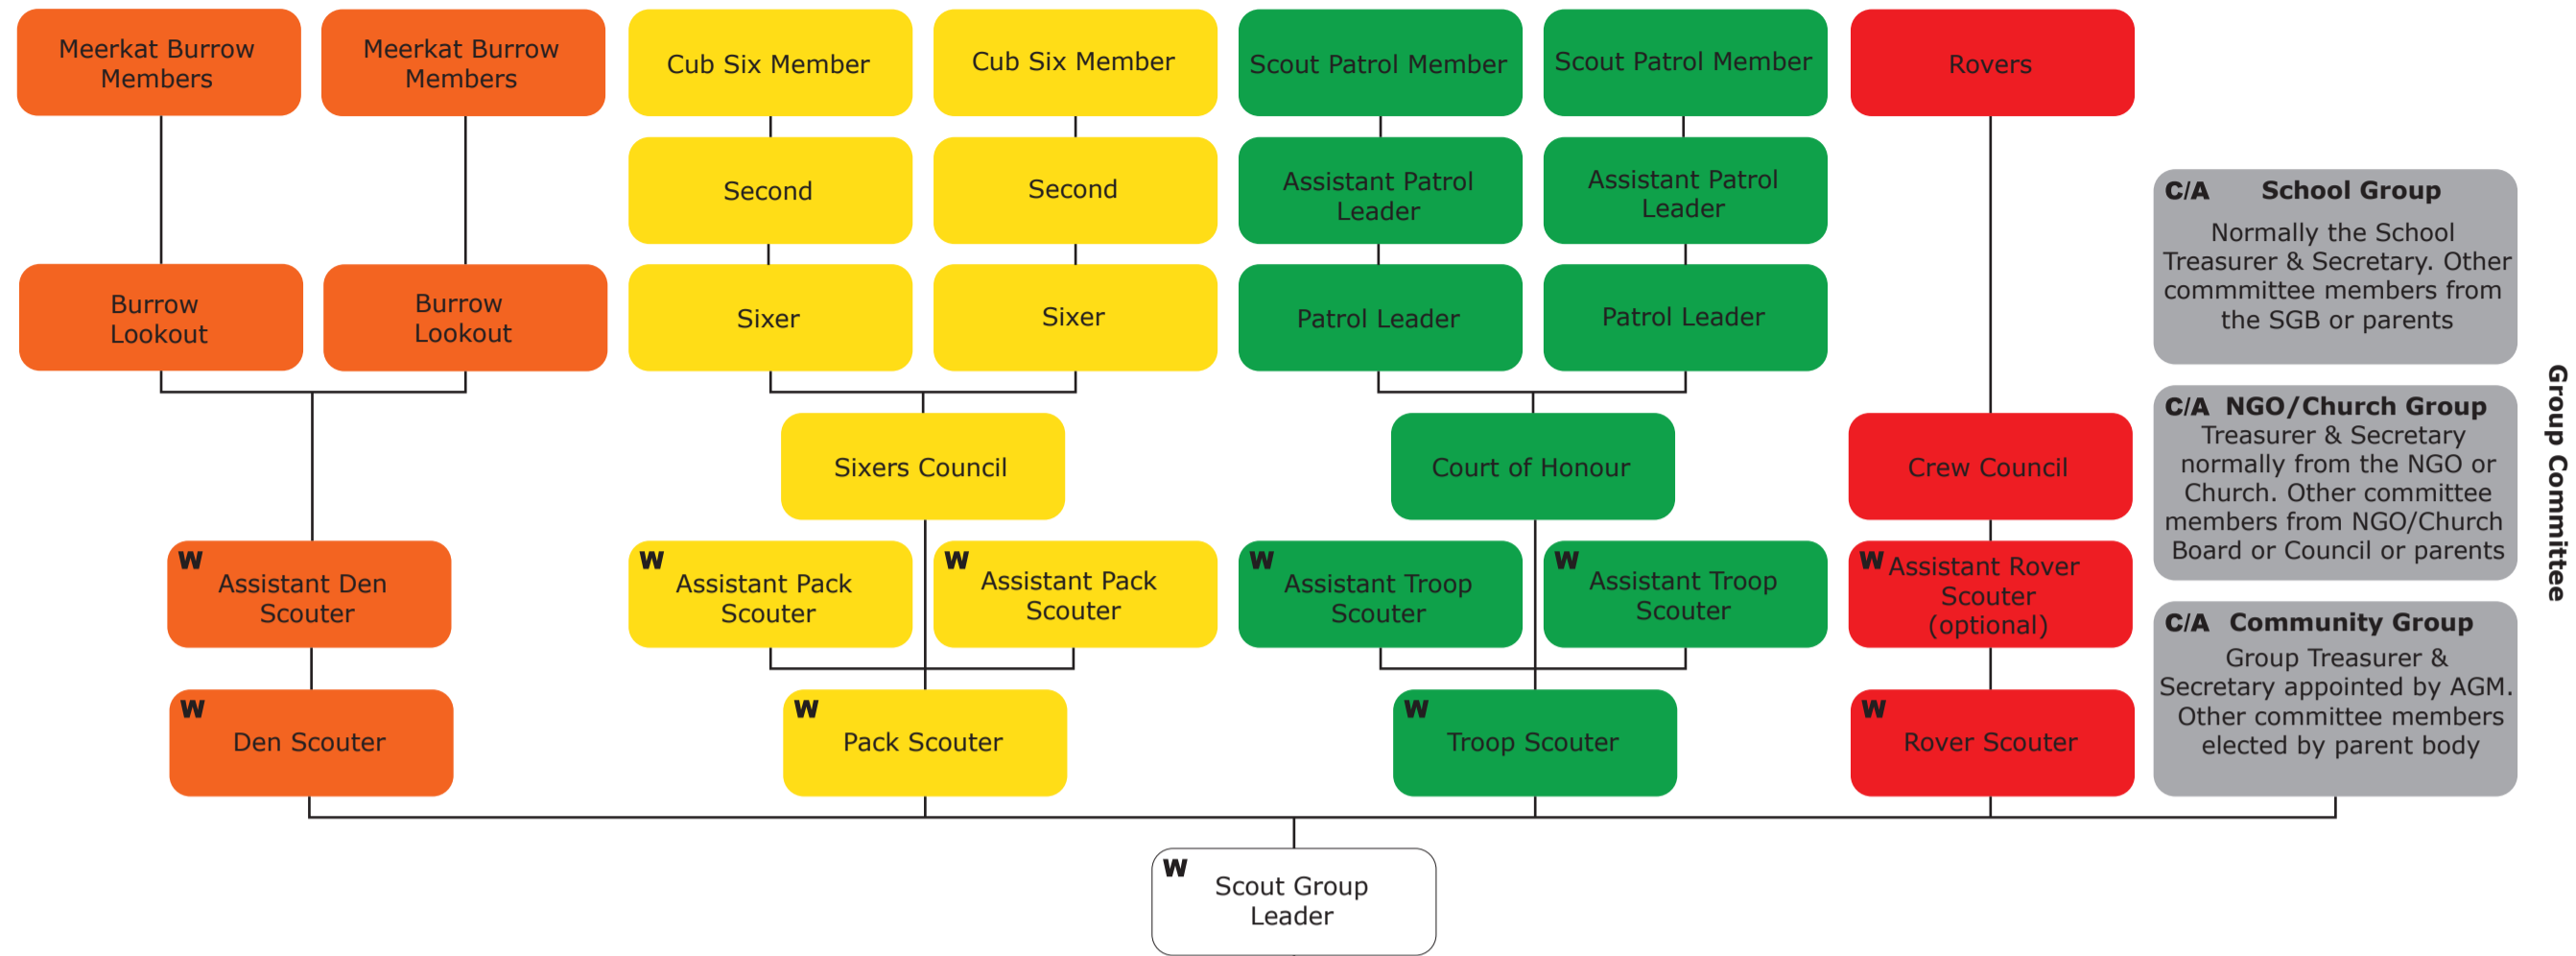 Meerkat Burrow
Members
Meerkat Burrow
Members
Cub Six Member
Cub Six Member
Scout Patrol Member
Scout Patrol Member
Rovers
Second
Second
Assistant Patrol
Leader
Assistant Patrol
Leader
Burrow
Lookout
Burrow
Lookout
Sixer
Sixer
Patrol Leader
Patrol Leader
Sixers Council
Court of Honour
Crew Council
W
Assistant Den
Scouter
W
Assistant Pack
Scouter
W
Assistant Pack
Scouter
W
Assistant Troop
Scouter
W
Assistant Troop
Scouter
W Assistant Rover
Scouter
(optional)
W
Den Scouter
W
Pack Scouter
W
Troop Scouter
W
Rover Scouter
C/A School Group
Normally the School
Treasurer & Secretary. Other
commmittee members from
the SGB or parents
C/A NGO/Church Group
Treasurer & Secretary
normally from the NGO or
Church. Other committee
members from NGO/Church
Board or Council or parents
C/A Community Group
Group Treasurer &
Secretary appointed by AGM.
Other committee members
elected by parent body
Group Committee
W
Scout Group
Leader